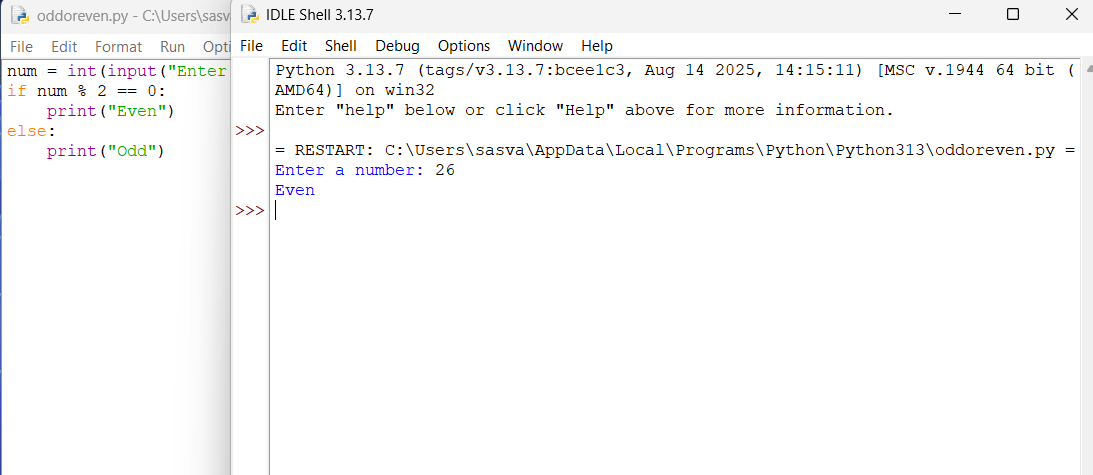 oddoreven.py - C:\Users\sasv
File Edit Format Run Opti
num = int(input("Enter
if num % 2 == 0:
    print("Even")
else:
    print("Odd")
IDLE Shell 3.13.7
File Edit Shell Debug Options Window Help
Python 3.13.7 (tags/v3.13.7:bcee1c3, Aug 14 2025, 14:15:11) [MSC v.1944 64 bit (
AMD64)] on win32
Enter "help" below or click "Help" above for more information.
>>>
= RESTART: C:\Users\sasva\AppData\Local\Programs\Python\Python313\oddoreven.py =
Enter a number: 26
Even
>>>